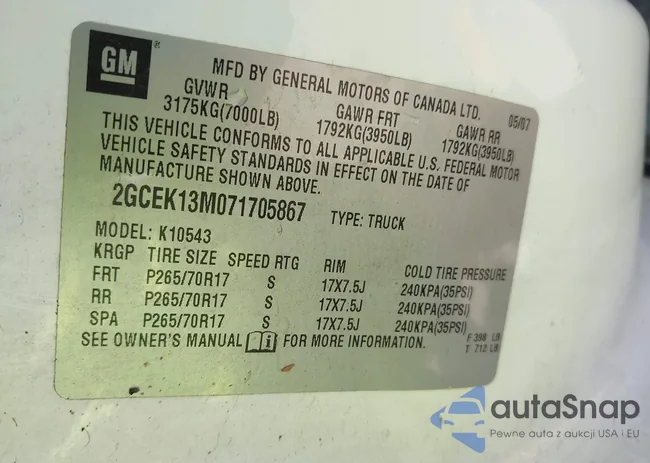 GM ®
MFD BY GENERAL MOTORS OF CANADA LTD. 05/07
GVWR GAWR FRT GAWR RR
3175KG(7000LB) 1792KG(3950LB) 1792KG(3950LB)
THIS VEHICLE CONFORMS TO ALL APPLICABLE U.S. FEDERAL MOTOR
VEHICLE SAFETY STANDARDS IN EFFECT ON THE DATE OF
MANUFACTURE SHOWN ABOVE.
2GCEK13M071705867 TYPE: TRUCK
MODEL: K10543
KRGP TIRE SIZE SPEED RTG RIM COLD TIRE PRESSURE
FRT P265/70R17 S 17X7.5J 240KPA(35PSI)
RR P265/70R17 S 17X7.5J 240KPA(35PSI)
SPA P265/70R17 S 17X7.5J 240KPA(35PSI)
SEE OWNER'S MANUAL i FOR MORE INFORMATION.
F 398 LB
T 712 LB
autaSnap
Pewne auta z aukcji USA i EU